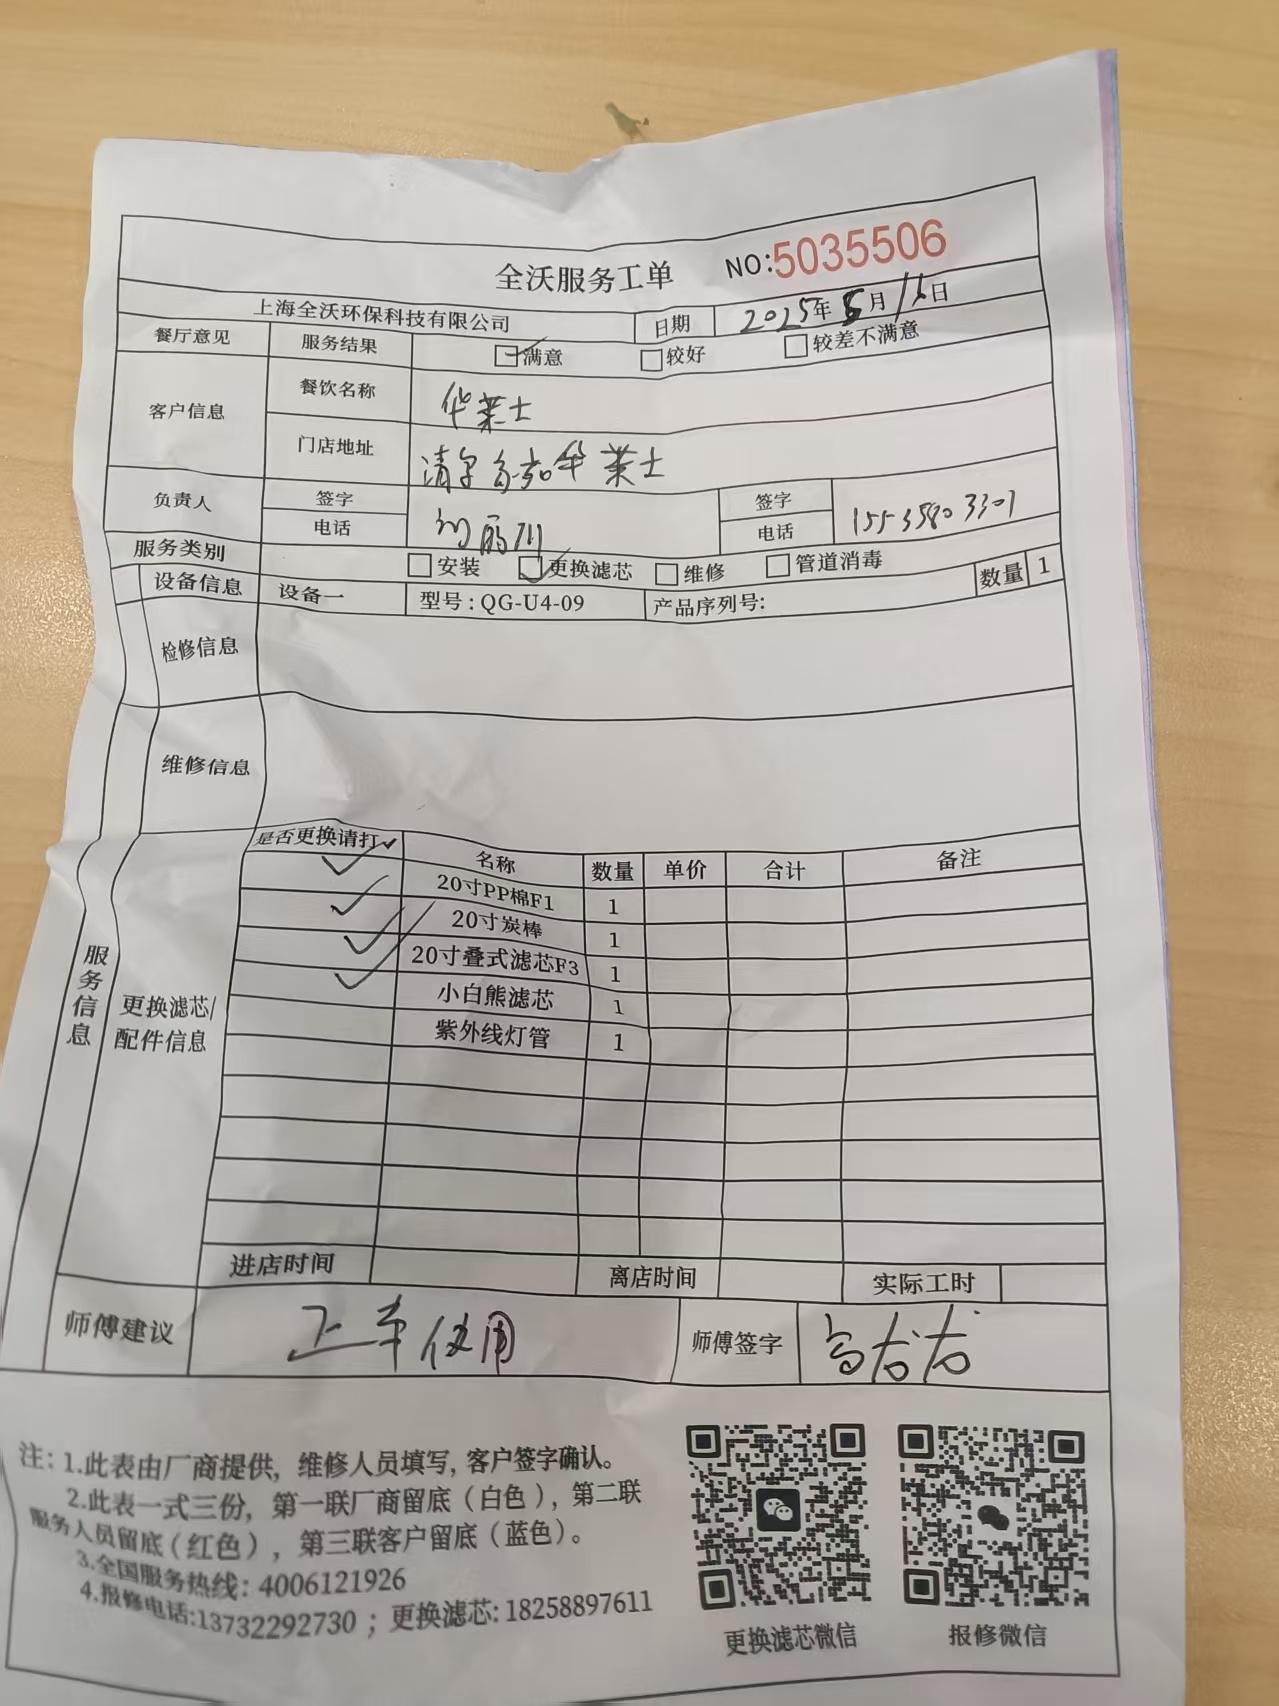 全沃服务工单 NO:5035506
上海全沃环保科技有限公司 日期 2025年5月16日
餐厅意见 服务结果 满意 较好 较差不满意
客户信息 餐饮名称 华莱士
门店地址 华莱士
负责人 签字 签字
电话 电话 15535803307
服务类别 安装 更换滤芯 维修 管道消毒
设备信息 设备一 型号:QG-U4-09 产品序列号: 数量 1
检修信息
维修信息
服务信息
更换滤芯/
配件信息
是否更换请打✓ 名称 数量 单价 合计 备注
✓ 20寸PP棉F1 1
✓ 20寸炭棒 1
✓ 20寸叠式滤芯F3 1
✓ 小白熊滤芯 1
紫外线灯管 1
进店时间 离店时间 实际工时
师傅建议 正常使用 师傅签字 高右右
注:1.此表由厂商提供,维修人员填写,客户签字确认。
2.此表一式三份,第一联厂商留底(白色),第二联
服务人员留底(红色),第三联客户留底(蓝色)。
3.全国服务热线:4006121926
4.报修电话:13732292730;更换滤芯:18258897611
更换滤芯微信 报修微信